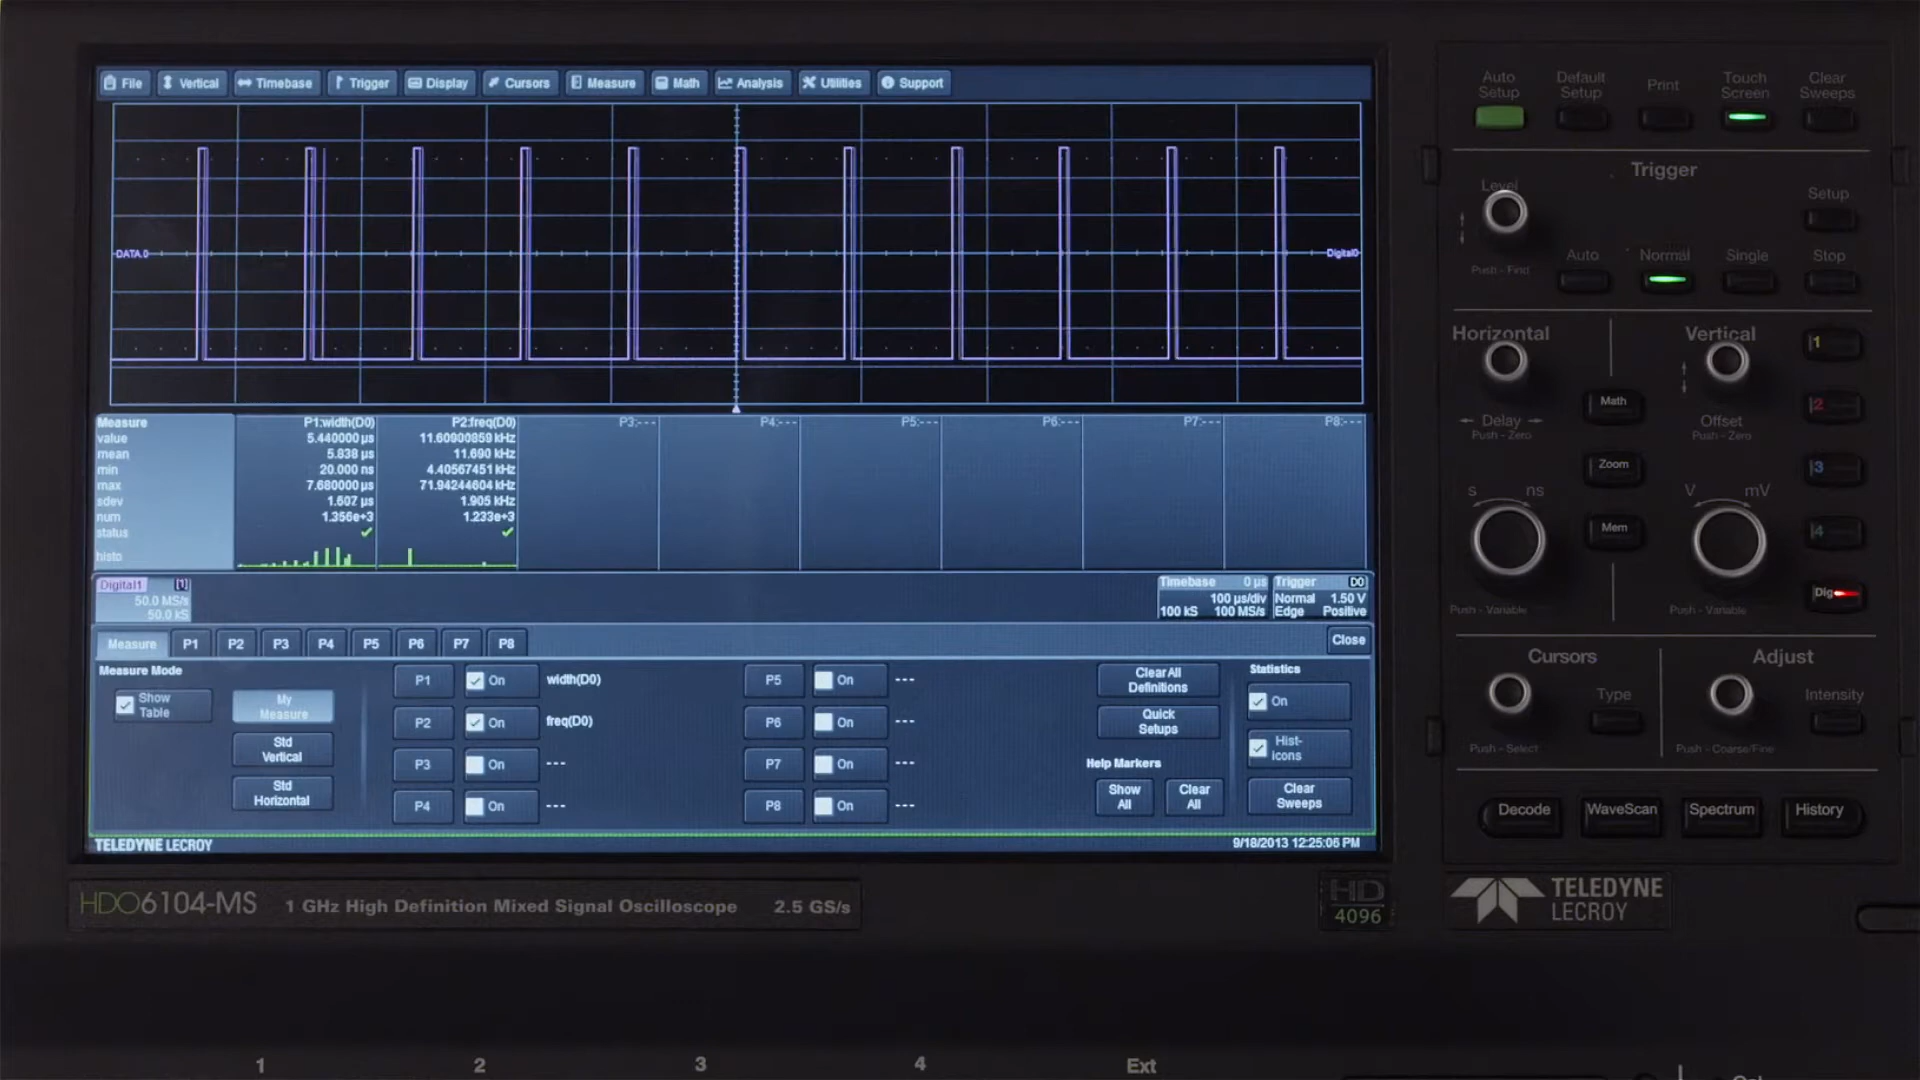 File Vertical Timebase Trigger Display Cursors Measure Math Analysis Utilities Support
DATA.0
Digital0
Measure P1:width(D0) P2:freq(D0) P3:--- P4:--- P5:--- P6:--- P7:--- P8:---
value 5.440000 µs 11.60900859 kHz
mean 5.838 µs 11.690 kHz
min 20.000 ns 4.40567451 kHz
max 7.680000 µs 71.94244604 kHz
sdev 1.607 µs 1.905 kHz
num 1.356e+3 1.233e+3
status
histo
Digital1 [1]
50.0 MS/s
50.0 kS
Timebase 0 µs
100 µs/div
100 kS 100 MS/s
Trigger D0
Normal 1.50 V
Edge Positive
Measure P1 P2 P3 P4 P5 P6 P7 P8 Close
Measure Mode
Show Table
My Measure
Std Vertical
Std Horizontal
P1 On width(D0)
P2 On freq(D0)
P3 On ---
P4 On ---
P5 On ---
P6 On ---
P7 On ---
P8 On ---
Clear All Definitions
Quick Setups
Help Markers
Show All
Clear All
Statistics
On
Hist-icons
Clear Sweeps
TELEDYNE LECROY
9/18/2013 12:25:06 PM
HDO6104-MS 1 GHz High Definition Mixed Signal Oscilloscope 2.5 GS/s
HD 4096
TELEDYNE LECROY
Auto Setup
Default Setup
Print
Touch Screen
Clear Sweeps
Trigger
Level
Setup
Push - Find
Auto Normal Single Stop
Horizontal Vertical
1
Delay
Push - Zero
Math
Offset
Push - Zero
2
Zoom
3
s ns
V mV
Mem
4
Dig
Push - Variable
Push - Variable
Cursors Adjust
Type Intensity
Push - Select
Push - Coarse/Fine
Decode WaveScan Spectrum History
1 2 3 4 Ext